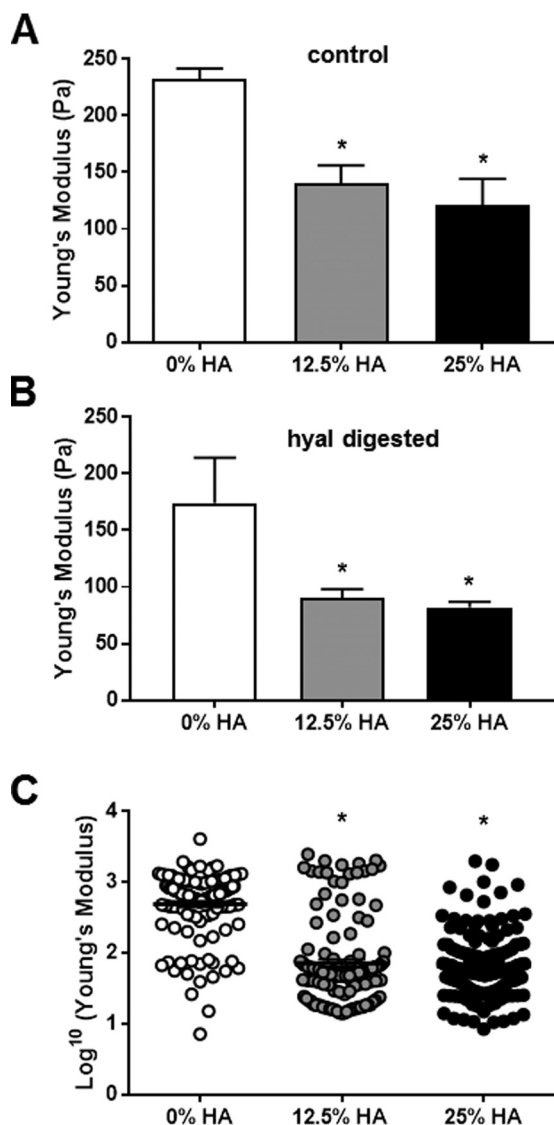 A
control
Young's Modulus (Pa)
250
200
150
100
50
0
*
*
0% HA
12.5% HA
25% HA
B
hyal digested
Young's Modulus (Pa)
250
200
150
100
50
0
*
*
0% HA
12.5% HA
25% HA
C
Log10 (Young's Modulus)
4
3
2
1
0
*
*
0% HA
12.5% HA
25% HA